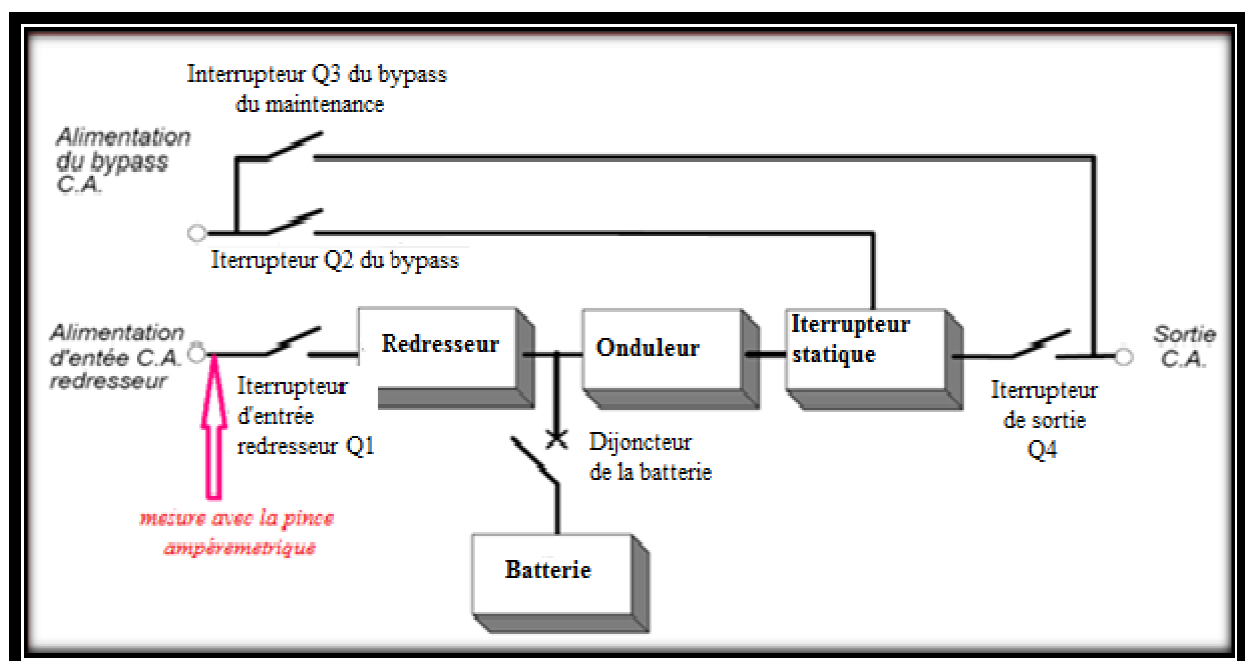 Interrupteur Q3 du bypass
du maintenance
Alimentation
du bypass
C.A.
Iterrupteur Q2 du bypass
Alimentation
d'entée C.A.
redresseur
Iterrupteur
d'entrée
redresseur Q1
Redresseur
Onduleur
Iterrupteur
statique
Sortie
C.A.
Iterrupteur
de sortie
Q4
Dijoncteur
de la batterie
mesure avec la pince
ampèremetrique
Batterie